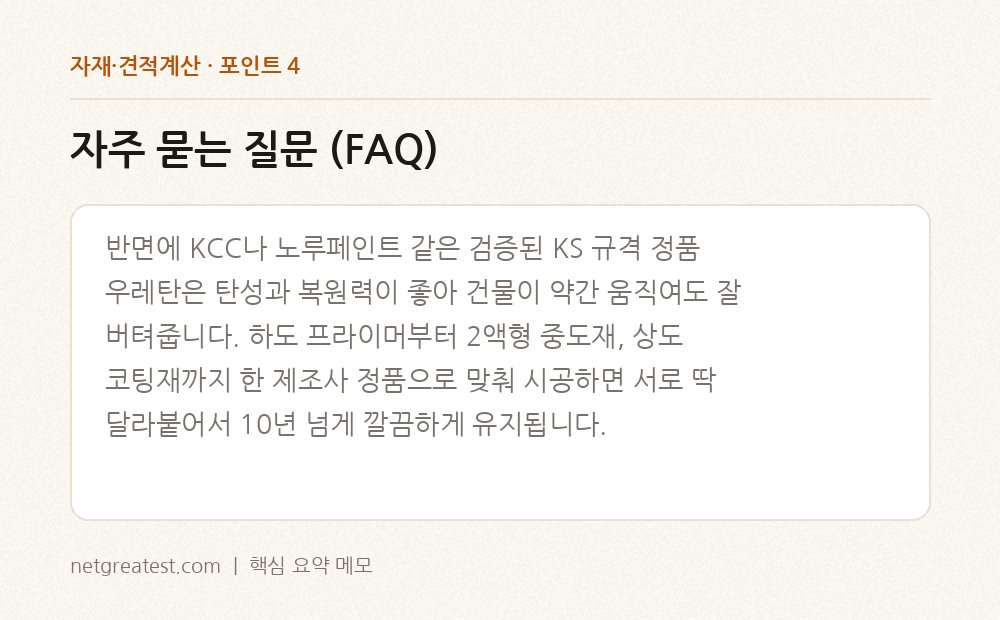 자재·견적계산 · 포인트 4
자주 묻는 질문 (FAQ)
반면에 KCC나 노루페인트 같은 검증된 KS 규격 정품
우레탄은 탄성과 복원력이 좋아 건물이 약간 움직여도 잘
버텨줍니다. 하도 프라이머부터 2액형 중도재, 상도
코팅재까지 한 제조사 정품으로 맞춰 시공하면 서로 딱
달라붙어서 10년 넘게 깔끔하게 유지됩니다.
netgreatest.com | 핵심 요약 메모